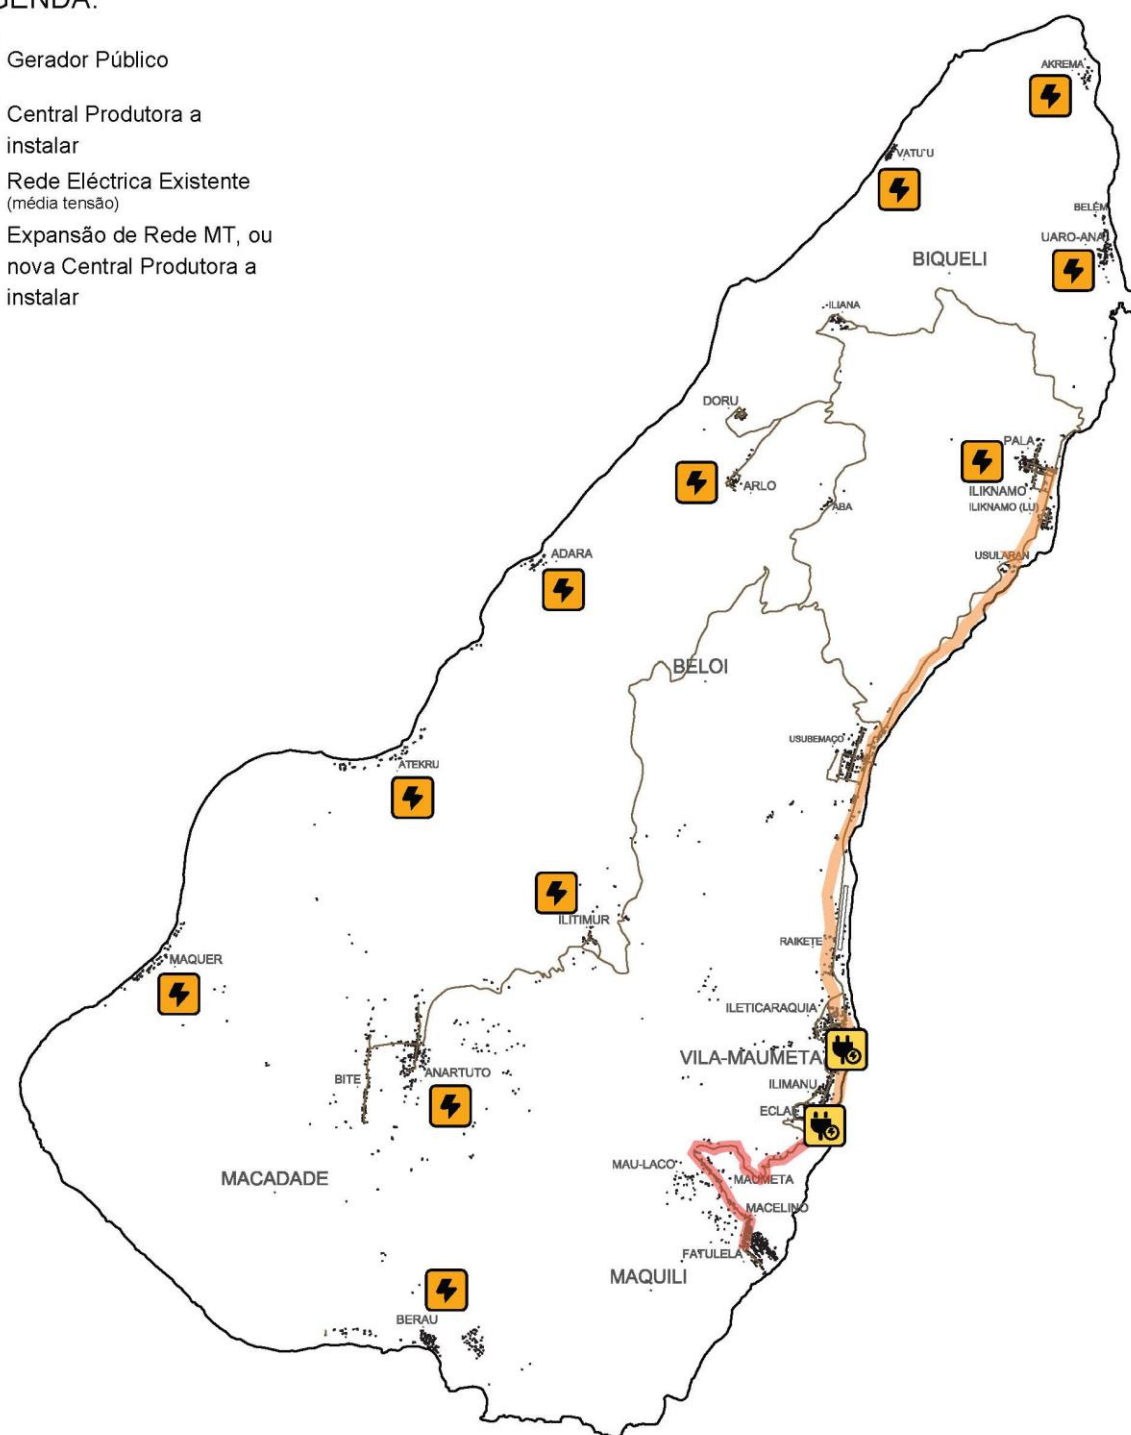 GENDA:
Gerador Público
Central Produtora a
instalar
Rede Eléctrica Existente
(média tensão)
Expansão de Rede MT, ou
nova Central Produtora a
instalar
AKREMA
VATU'U
BELÉM
UARO-ANA
BIQUELI
ILIANA
DORU
PALA
ARLO
ILIKNAMO
ILIKNAMO (LU)
ABA
ADARA
USULARAN
BELOI
USUBEMAÇO
ATEKRU
ILITIMUR
RAIKETE
MAQUER
ILETICARAQUIA
VILA-MAUMETA
ANARTUTO
BITE
ILIMANU
ECLAE
MAU-LACO
MACADADE
MAUMETA
MACELINO
FATULELA
MAQUILI
BERAU